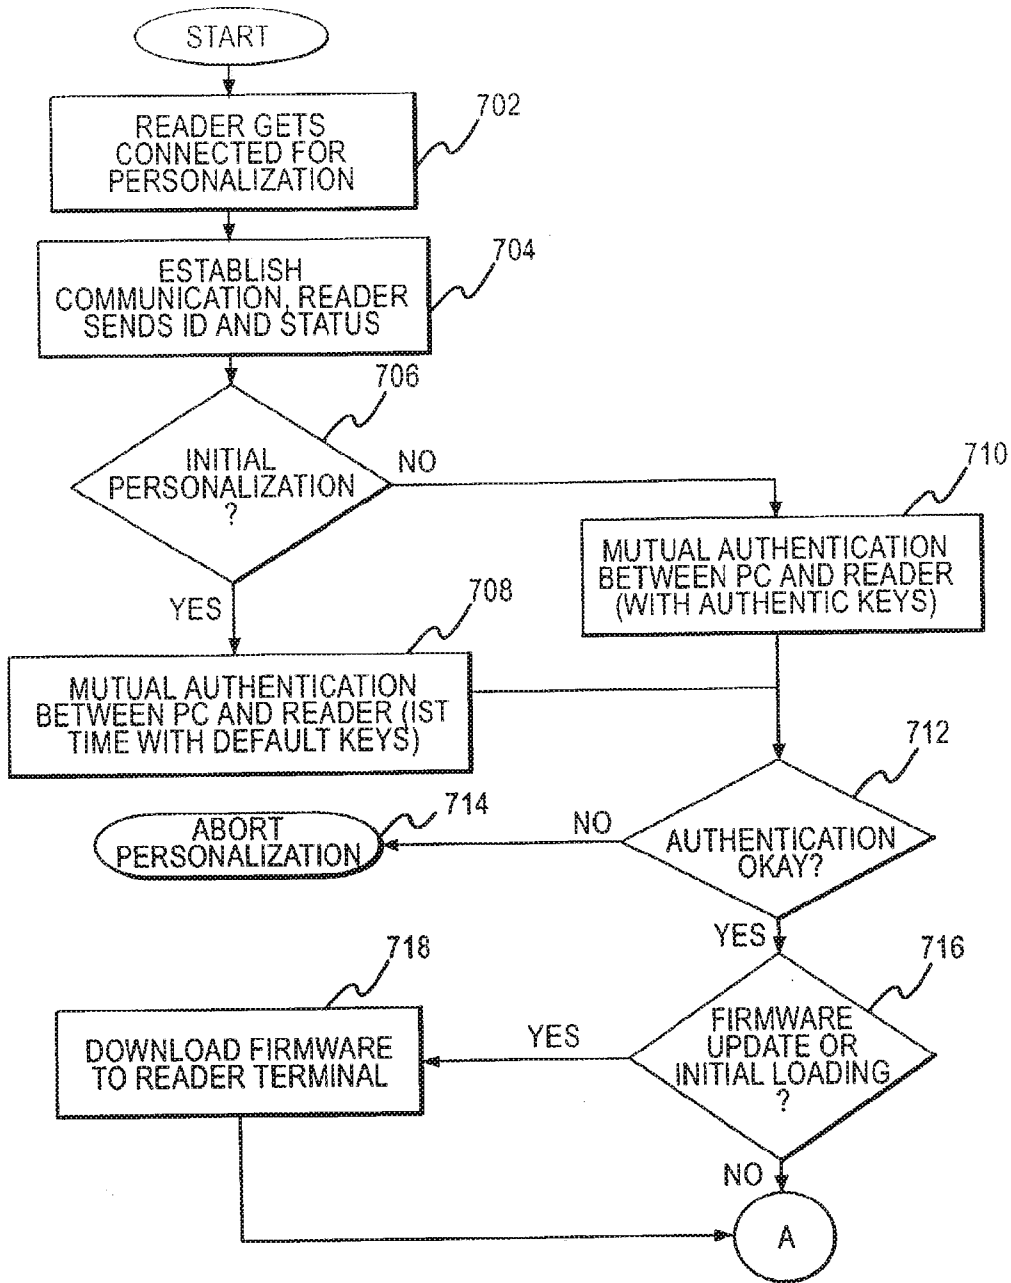 START
702
READER GETS
CONNECTED FOR
PERSONALIZATION
704
ESTABLISH
COMMUNICATION, READER
SENDS ID AND STATUS
706
INITIAL
PERSONALIZATION
?
NO
710
MUTUAL AUTHENTICATION
BETWEEN PC AND READER
(WITH AUTHENTIC KEYS)
YES
708
MUTUAL AUTHENTICATION
BETWEEN PC AND READER (IST
TIME WITH DEFAULT KEYS)
712
AUTHENTICATION
OKAY?
NO
714
ABORT
PERSONALIZATION
YES
716
FIRMWARE
UPDATE OR
INITIAL LOADING
?
YES
718
DOWNLOAD FIRMWARE
TO READER TERMINAL
NO
A